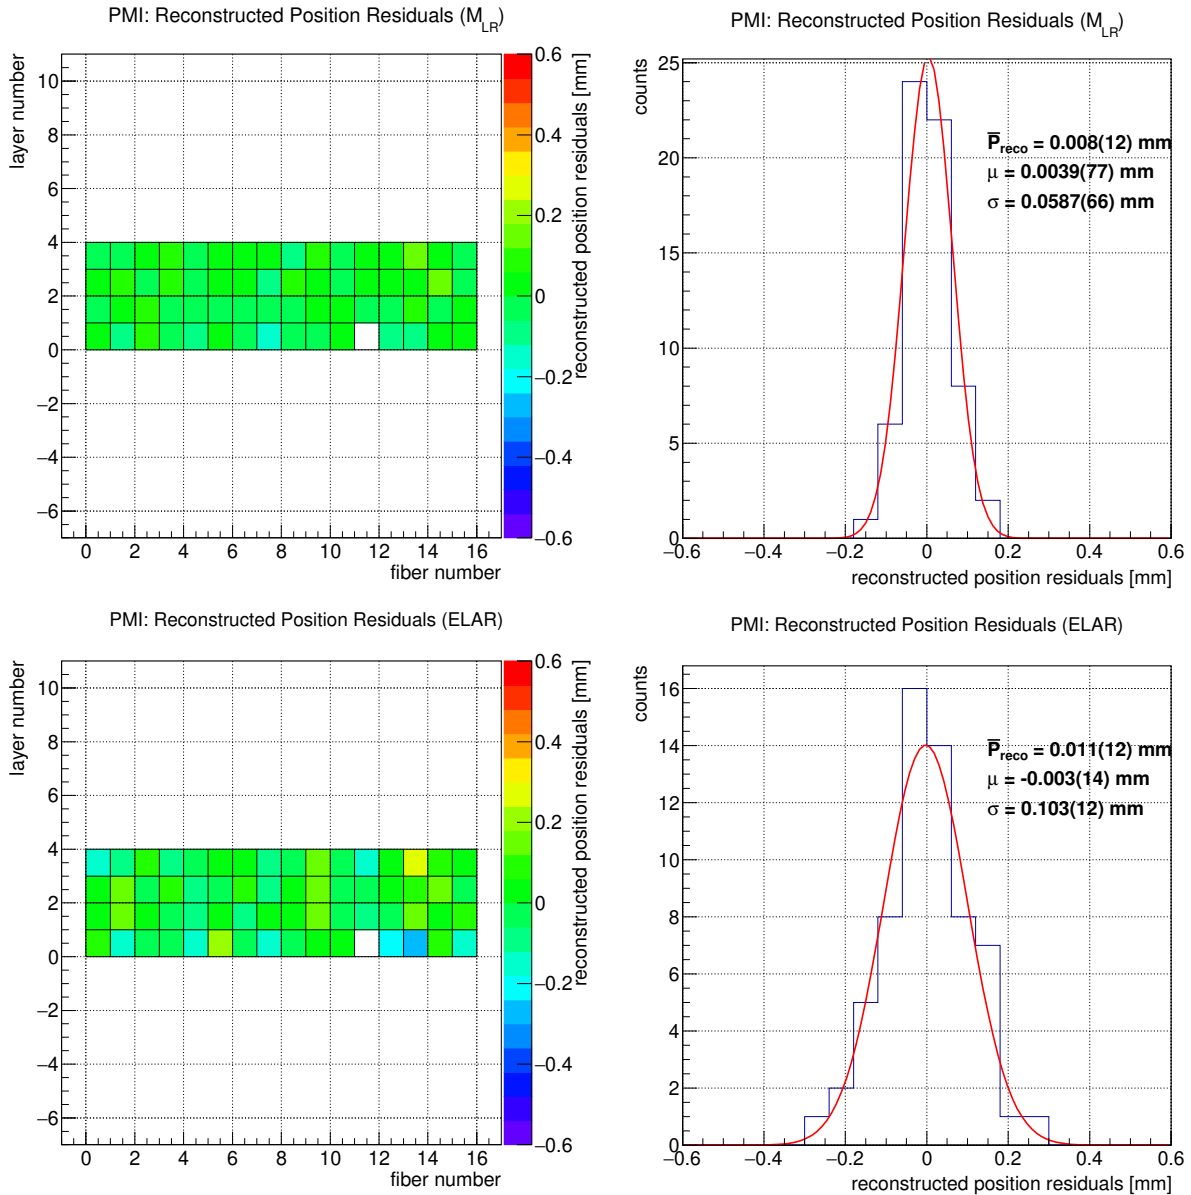 PMI: Reconstructed Position Residuals (M_LR)
layer number
10
8
6
4
2
0
−2
−4
−6
0 2 4 6 8 10 12 14 16
fiber number
0.6
0.4
0.2
0
−0.2
−0.4
−0.6
reconstructed position residuals [mm]
PMI: Reconstructed Position Residuals (M_LR)
counts
25
20
15
10
5
0
P̅_reco = 0.008(12) mm
μ = 0.0039(77) mm
σ = 0.0587(66) mm
−0.6 −0.4 −0.2 0 0.2 0.4 0.6
reconstructed position residuals [mm]
PMI: Reconstructed Position Residuals (ELAR)
layer number
10
8
6
4
2
0
−2
−4
−6
0 2 4 6 8 10 12 14 16
fiber number
0.6
0.4
0.2
0
−0.2
−0.4
−0.6
reconstructed position residuals [mm]
PMI: Reconstructed Position Residuals (ELAR)
counts
16
14
12
10
8
6
4
2
0
P̅_reco = 0.011(12) mm
μ = -0.003(14) mm
σ = 0.103(12) mm
−0.6 −0.4 −0.2 0 0.2 0.4 0.6
reconstructed position residuals [mm]